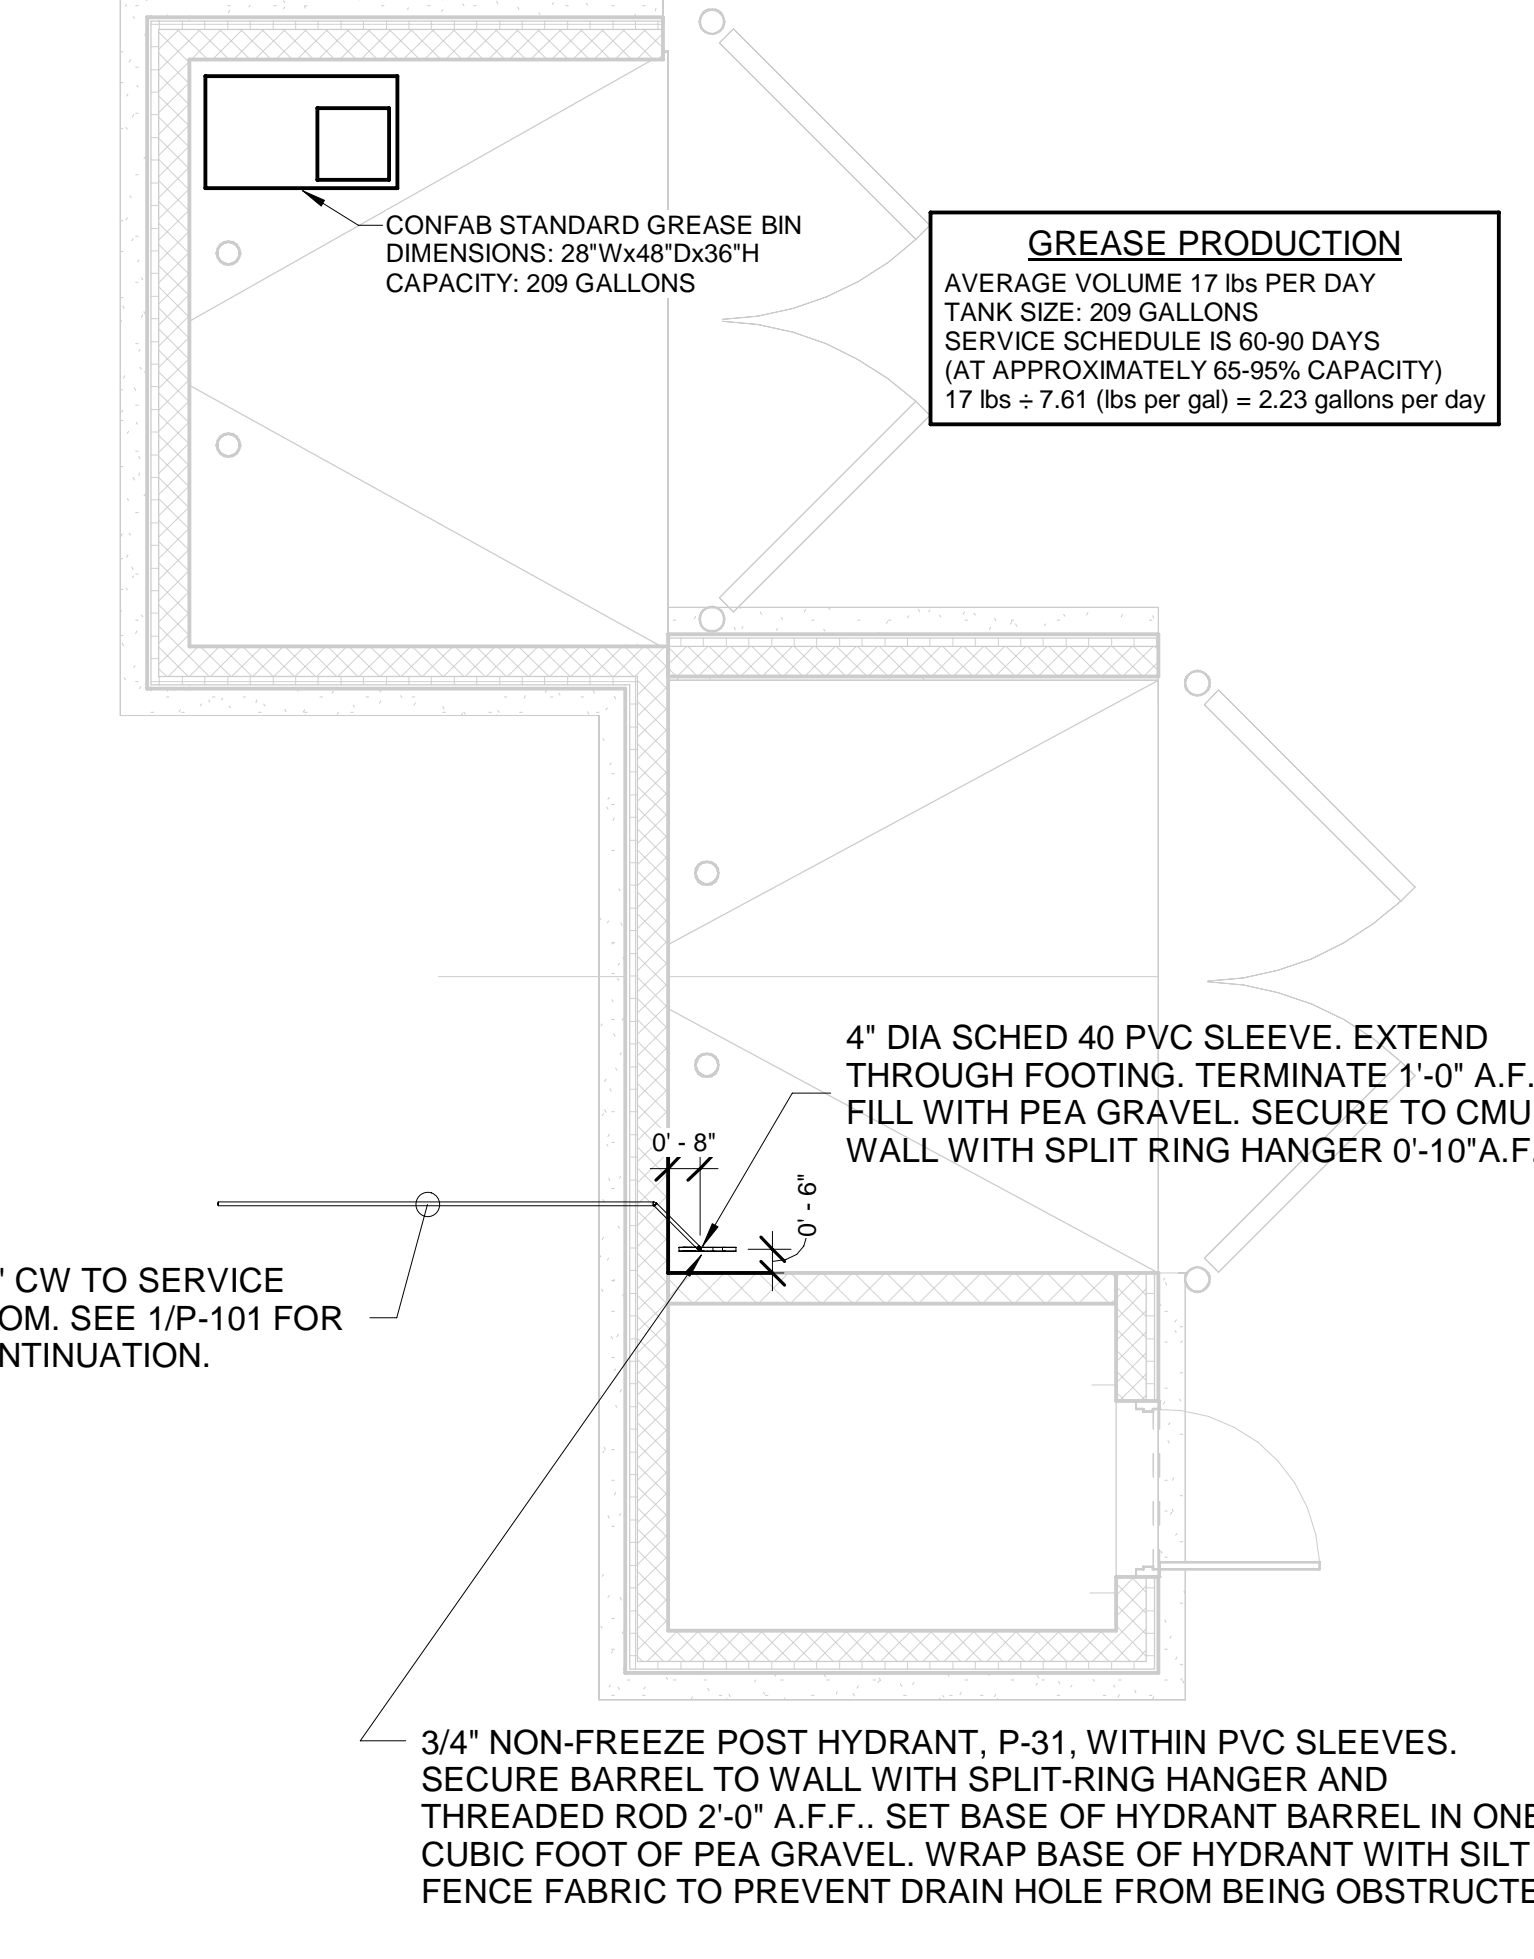 CONFAB STANDARD GREASE BIN
DIMENSIONS: 28"Wx48"Dx36"H
CAPACITY: 209 GALLONS
GREASE PRODUCTION
AVERAGE VOLUME 17 lbs PER DAY
TANK SIZE: 209 GALLONS
SERVICE SCHEDULE IS 60-90 DAYS
(AT APPROXIMATELY 65-95% CAPACITY)
17 lbs ÷ 7.61 (lbs per gal) = 2.23 gallons per day
4" DIA SCHED 40 PVC SLEEVE. EXTEND
THROUGH FOOTING. TERMINATE 1'-0" A.F.
FILL WITH PEA GRAVEL. SECURE TO CMU
WALL WITH SPLIT RING HANGER 0'-10"A.F.
0' - 8"
0' - 6"
" CW TO SERVICE
OM. SEE 1/P-101 FOR
NTINUATION.
3/4" NON-FREEZE POST HYDRANT, P-31, WITHIN PVC SLEEVES.
SECURE BARREL TO WALL WITH SPLIT-RING HANGER AND
THREADED ROD 2'-0" A.F.F.. SET BASE OF HYDRANT BARREL IN ONE
CUBIC FOOT OF PEA GRAVEL. WRAP BASE OF HYDRANT WITH SILT
FENCE FABRIC TO PREVENT DRAIN HOLE FROM BEING OBSTRUCTE